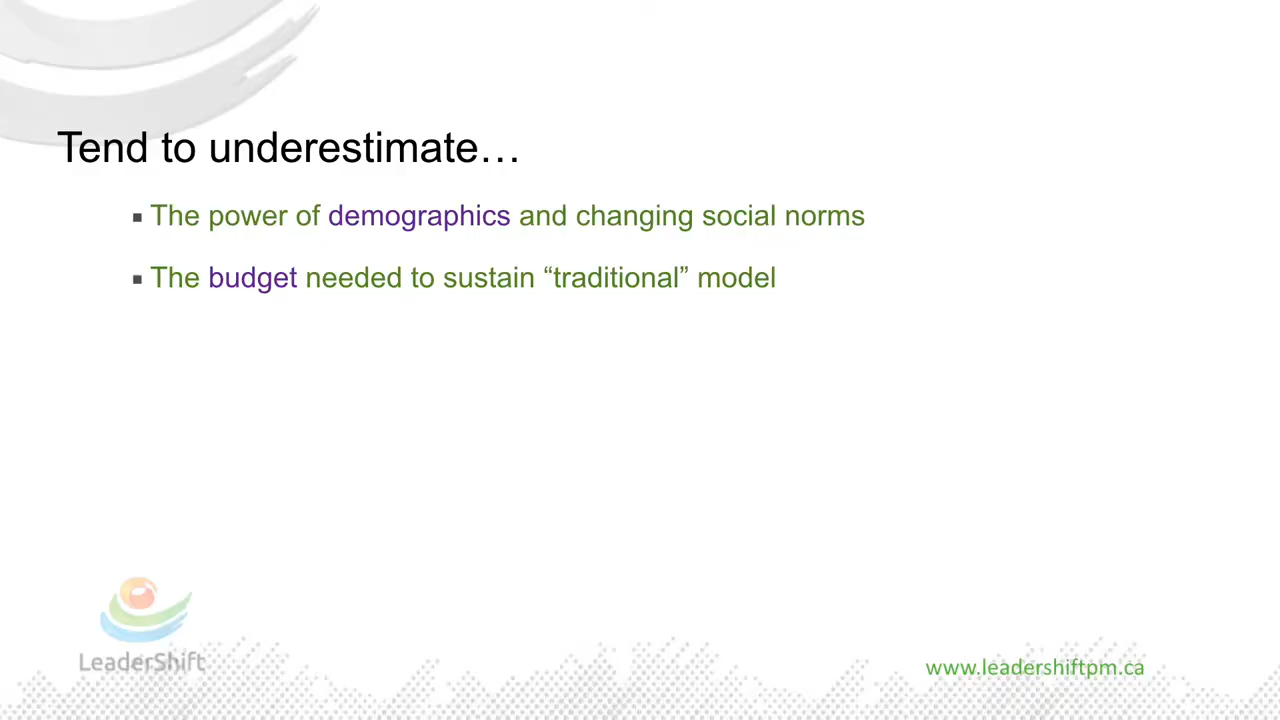 Tend to underestimate…
▪ The power of demographics and changing social norms
▪ The budget needed to sustain “traditional” model
LeaderShift
www.leadershiftpm.ca